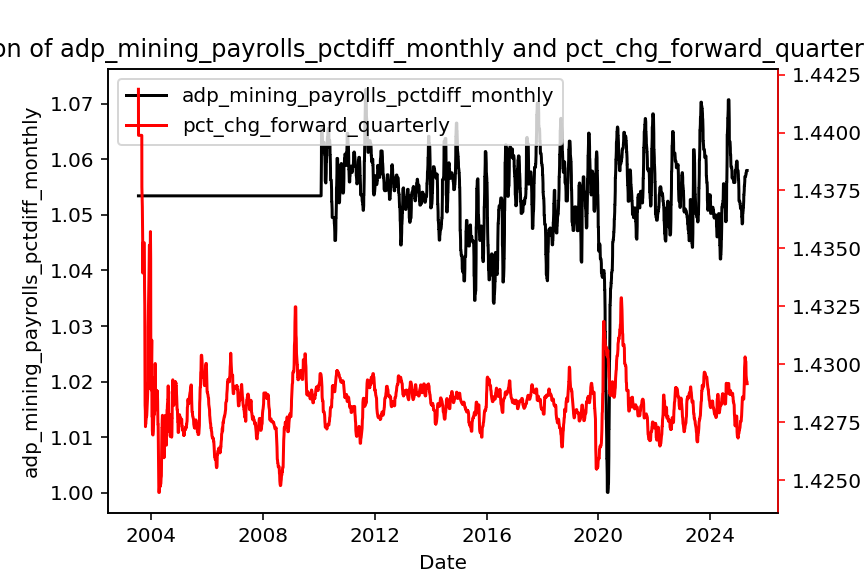 on of adp_mining_payrolls_pctdiff_monthly and pct_chg_forward_quarter
adp_mining_payrolls_pctdiff_monthly
pct_chg_forward_quarterly
adp_mining_payrolls_pctdiff_monthly
1.07
1.06
1.05
1.04
1.03
1.02
1.01
1.00
1.4425
1.4400
1.4375
1.4350
1.4325
1.4300
1.4275
1.4250
2004 2008 2012 2016 2020 2024
Date